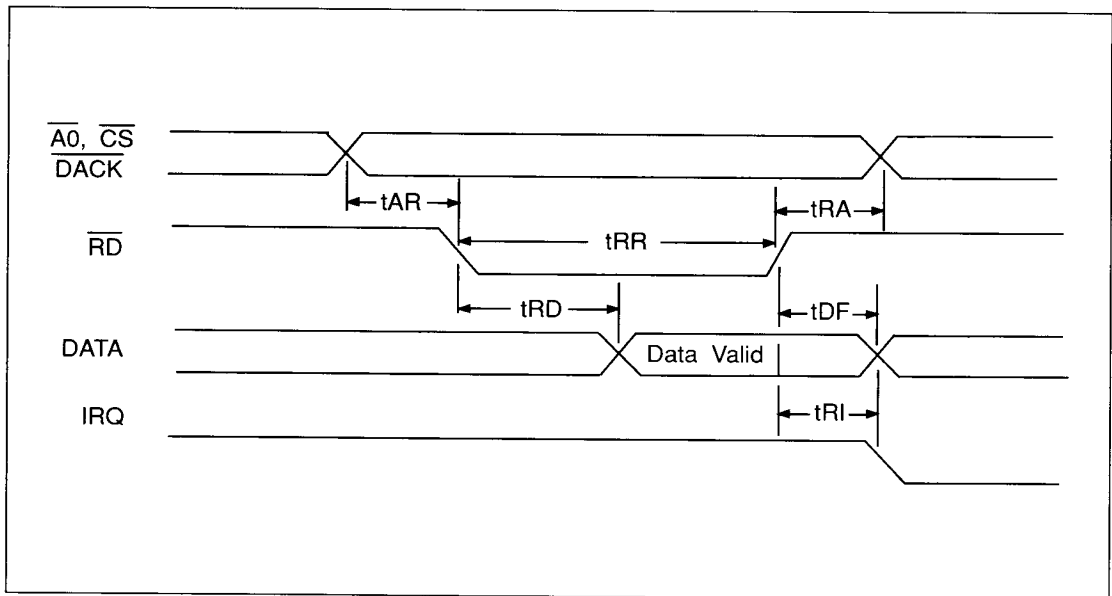 A0, CS
DACK
tAR
tRA
RD
tRR
tRD
tDF
DATA
Data Valid
IRQ
tRI